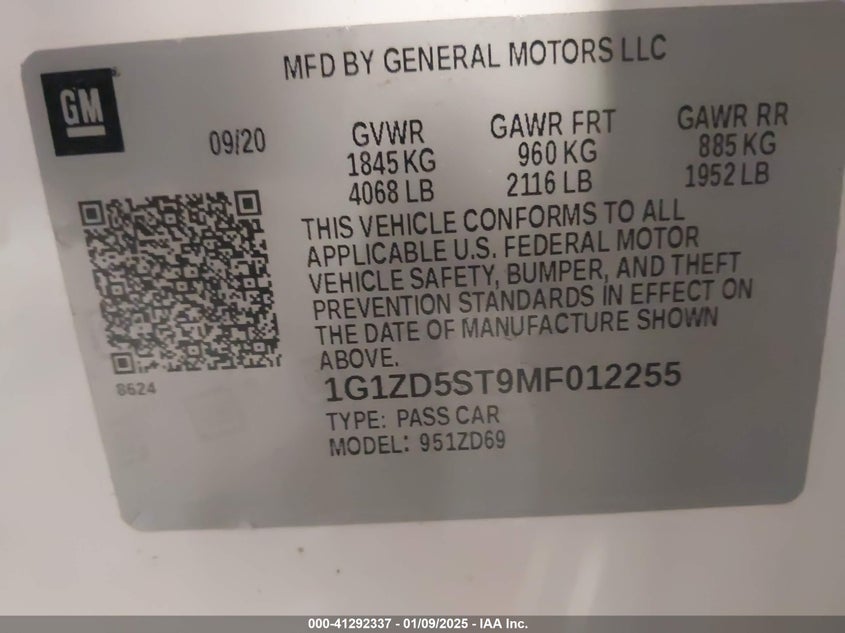 MFD BY GENERAL MOTORS LLC
GM
09/20
GVWR
1845 KG
4068 LB
GAWR FRT
960 KG
2116 LB
GAWR RR
885 KG
1952 LB
THIS VEHICLE CONFORMS TO ALL
APPLICABLE U.S. FEDERAL MOTOR
VEHICLE SAFETY, BUMPER, AND THEFT
PREVENTION STANDARDS IN EFFECT ON
THE DATE OF MANUFACTURE SHOWN
ABOVE.
8624
1G1ZD5ST9MF012255
TYPE: PASS CAR
MODEL: 951ZD69
000-41292337 - 01/09/2025 - IAA Inc.